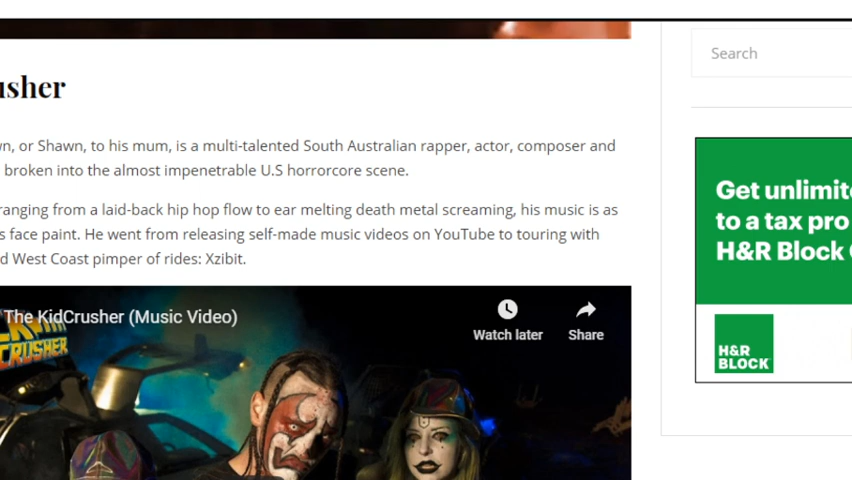 usher
Search
wn, or Shawn, to his mum, is a multi-talented South Australian rapper, actor, composer and
broken into the almost impenetrable U.S horrorcore scene.
ranging from a laid-back hip hop flow to ear melting death metal screaming, his music is as
s face paint. He went from releasing self-made music videos on YouTube to touring with
d West Coast pimper of rides: Xzibit.
The KidCrusher (Music Video)
Watch later
Share
CRUSHER
Get unlimite
to a tax pro
H&R Block
H&R
BLOCK